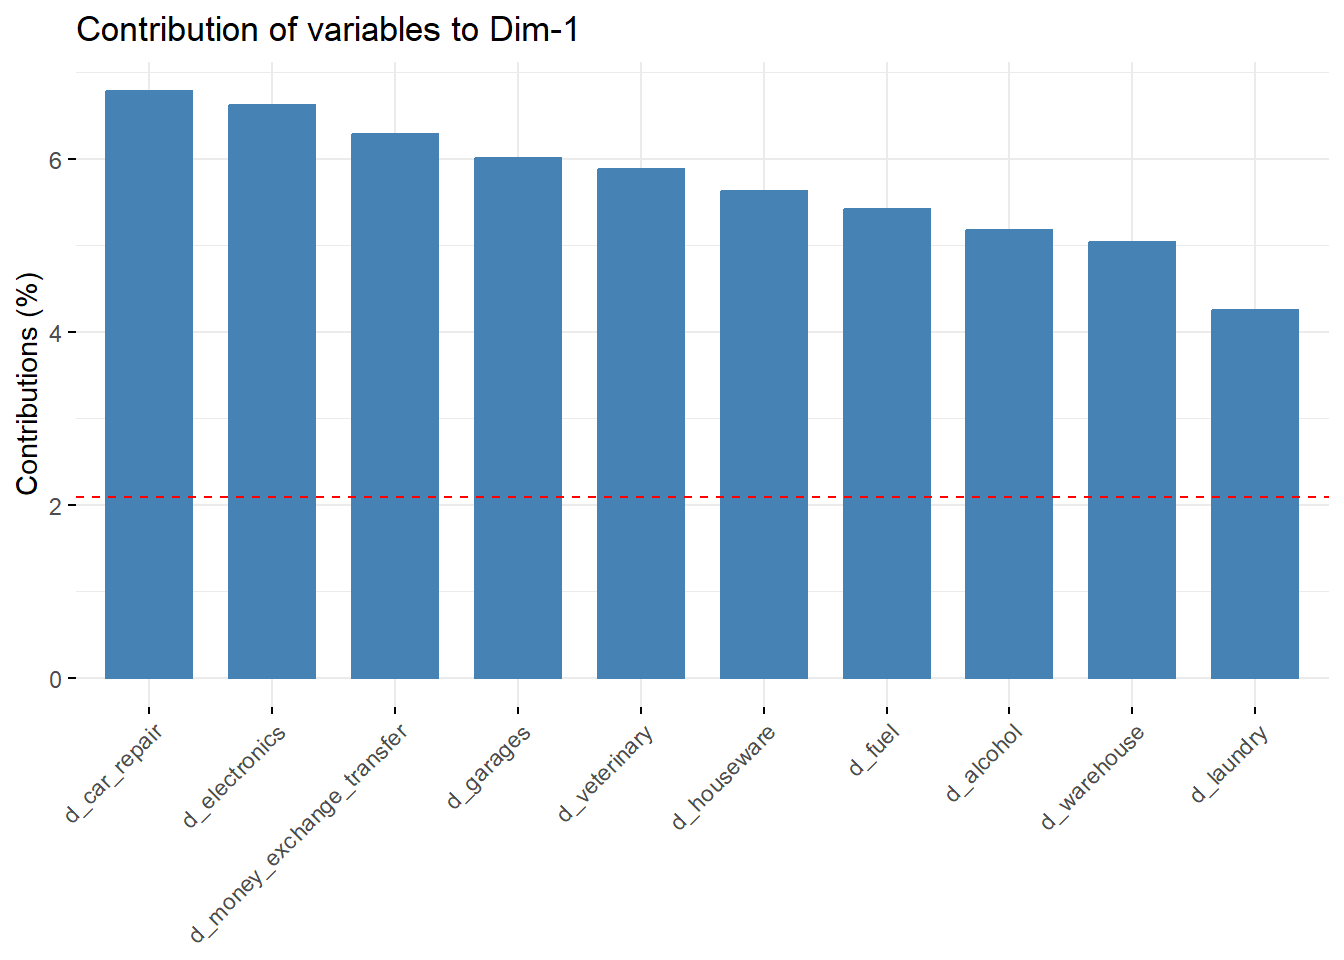 Contribution of variables to Dim-1
Contributions (%)
6
4
2
0
d_car_repair
d_electronics
d_money_exchange_transfer
d_garages
d_veterinary
d_houseware
d_fuel
d_alcohol
d_warehouse
d_laundry